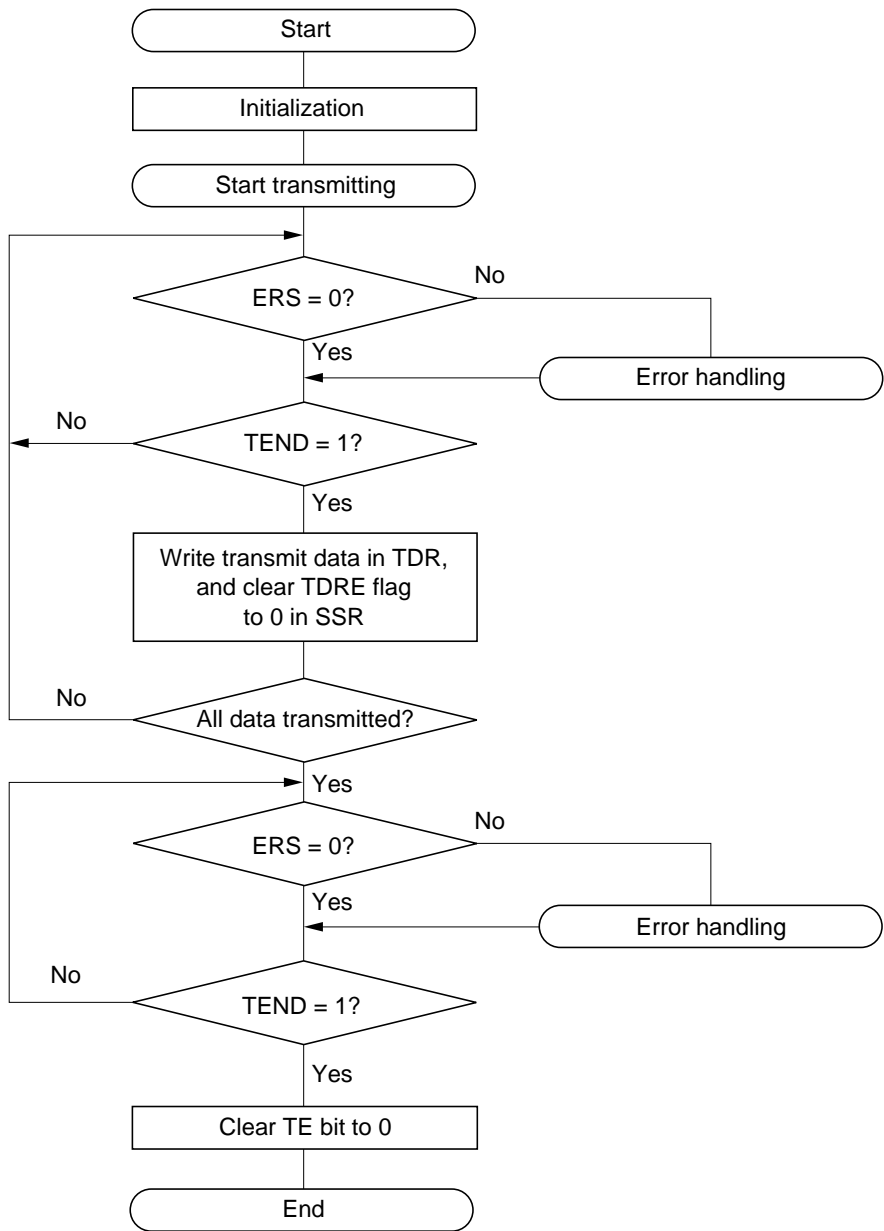 Start
Initialization
Start transmitting
No
ERS = 0?
Yes
Error handling
No
TEND = 1?
Yes
Write transmit data in TDR,
and clear TDRE flag
to 0 in SSR
No
All data transmitted?
Yes
No
ERS = 0?
Yes
Error handling
No
TEND = 1?
Yes
Clear TE bit to 0
End